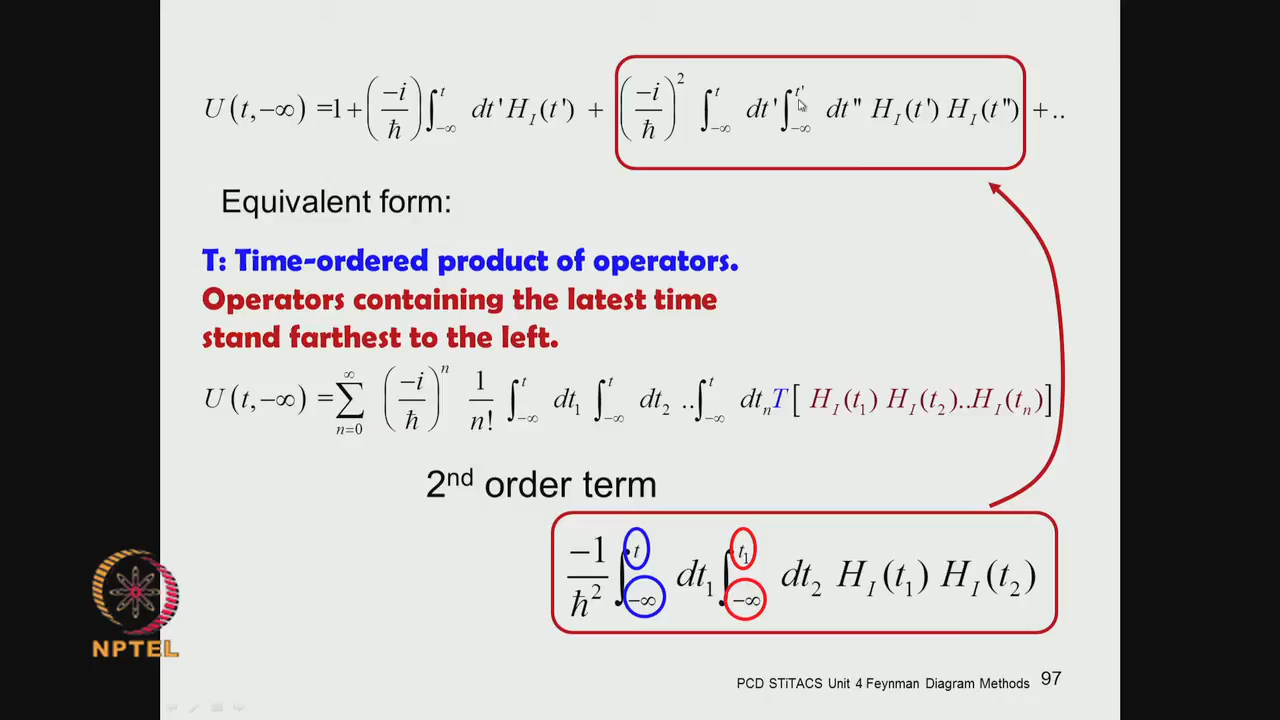 U(t,−∞) =1+(−i/ħ)∫_{−∞}^{t} dt'H_I(t') + (−i/ħ)^2 ∫_{−∞}^{t} dt'∫_{−∞}^{t'} dt" H_I(t') H_I(t") +..
Equivalent form:
T: Time-ordered product of operators.
Operators containing the latest time
stand farthest to the left.
U(t,−∞) =∑_{n=0}^{∞} (−i/ħ)^n 1/n! ∫_{−∞}^{t} dt_1 ∫_{−∞}^{t} dt_2 ..∫_{−∞}^{t} dt_n T[ H_I(t_1) H_I(t_2)..H_I(t_n)]
2nd order term
−1/ħ^2 ∫_{−∞}^{t} dt_1 ∫_{−∞}^{t_1} dt_2 H_I(t_1) H_I(t_2)
NPTEL
PCD STiTACS Unit 4 Feynman Diagram Methods 97